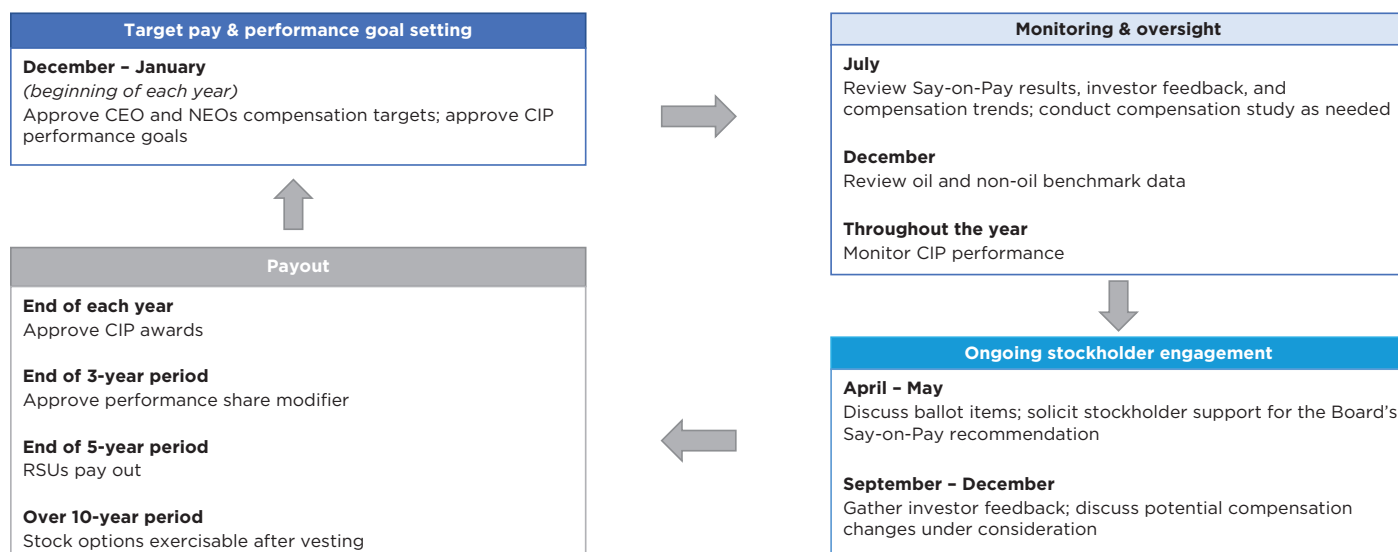 Target pay & performance goal setting
December – January
(beginning of each year)
Approve CEO and NEOs compensation targets; approve CIP
performance goals
Monitoring & oversight
July
Review Say-on-Pay results, investor feedback, and
compensation trends; conduct compensation study as needed
December
Review oil and non-oil benchmark data
Throughout the year
Monitor CIP performance
Ongoing stockholder engagement
April – May
Discuss ballot items; solicit stockholder support for the Board's
Say-on-Pay recommendation
September – December
Gather investor feedback; discuss potential compensation
changes under consideration
Payout
End of each year
Approve CIP awards
End of 3-year period
Approve performance share modifier
End of 5-year period
RSUs pay out
Over 10-year period
Stock options exercisable after vesting